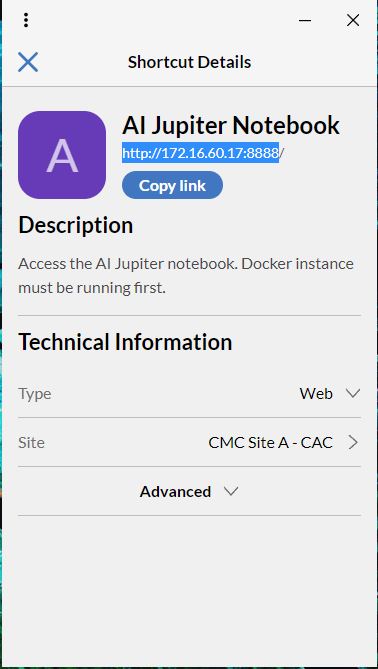 Shortcut Details
A
AI Jupiter Notebook
http://172.16.60.17:8888/
Copy link
Description
Access the AI Jupiter notebook. Docker instance
must be running first.
Technical Information
Type Web
Site CMC Site A - CAC
Advanced